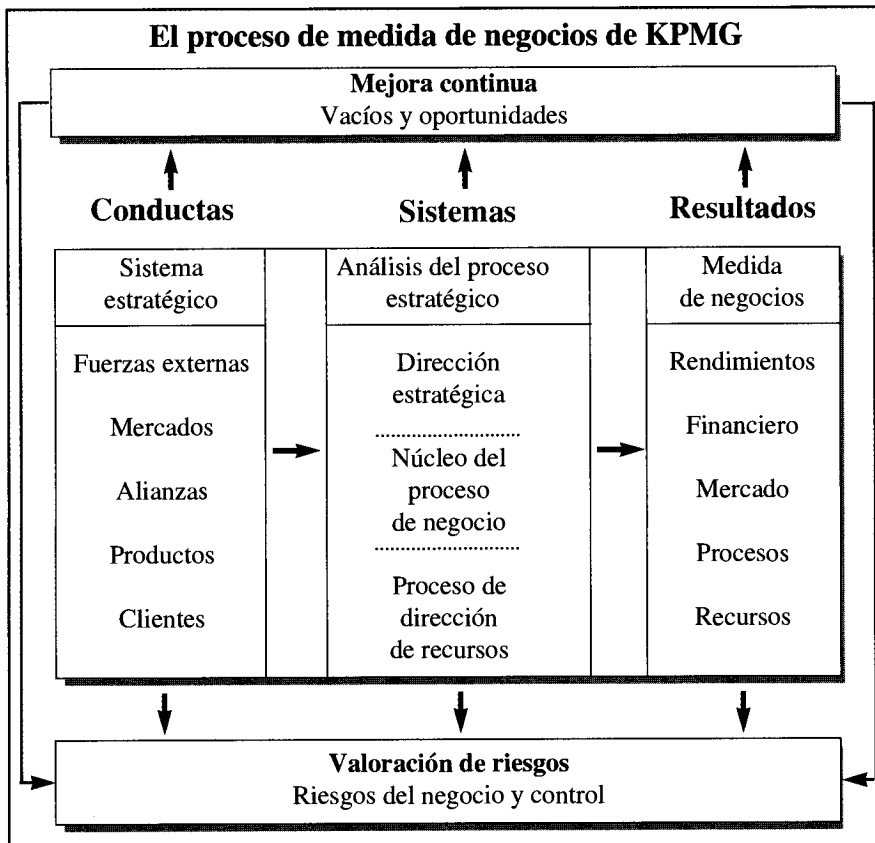 El proceso de medida de negocios de KPMG
Mejora continua
Vacíos y oportunidades
Conductas
Sistemas
Resultados
Sistema
estratégico
Fuerzas externas
Mercados
Alianzas
Productos
Clientes
Análisis del proceso
estratégico
Dirección
estratégica
Núcleo del
proceso
de negocio
Proceso de
dirección
de recursos
Medida
de negocios
Rendimientos
Financiero
Mercado
Procesos
Recursos
Valoración de riesgos
Riesgos del negocio y control